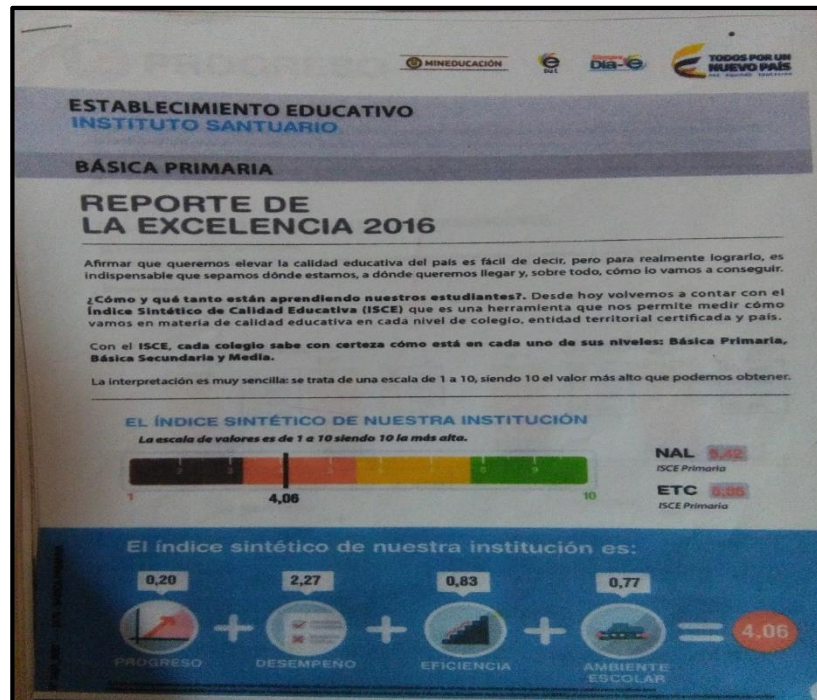 MINEDUCACIÓN
Día-e
TODOS POR UN
NUEVO PAÍS
ESTABLECIMIENTO EDUCATIVO
INSTITUTO SANTUARIO
BÁSICA PRIMARIA
REPORTE DE
LA EXCELENCIA 2016
Afirmar que queremos elevar la calidad educativa del país es fácil de decir, pero para realmente lograrlo, es
indispensable que sepamos dónde estamos, a dónde queremos llegar y, sobre todo, cómo lo vamos a conseguir.
¿Cómo y qué tanto están aprendiendo nuestros estudiantes?. Desde hoy volvemos a contar con el
Índice Sintético de Calidad Educativa (ISCE) que es una herramienta que nos permite medir cómo
vamos en materia de calidad educativa en cada nivel de colegio, entidad territorial certificada y país.
Con el ISCE, cada colegio sabe con certeza cómo está en cada uno de sus niveles: Básica Primaria,
Básica Secundaria y Media.
La interpretación es muy sencilla: se trata de una escala de 1 a 10, siendo 10 el valor más alto que podemos obtener.
EL ÍNDICE SINTÉTICO DE NUESTRA INSTITUCIÓN
La escala de valores es de 1 a 10 siendo 10 la más alta.
NAL 5,42
ISCE Primaria
2 3 8 9
1 4,06 10
ETC
ISCE Primaria
El índice sintético de nuestra institución es:
0,20 2,27 0,83 0,77
+ + + = 4.06
PROGRESO DESEMPEÑO EFICIENCIA AMBIENTE
ESCOLAR